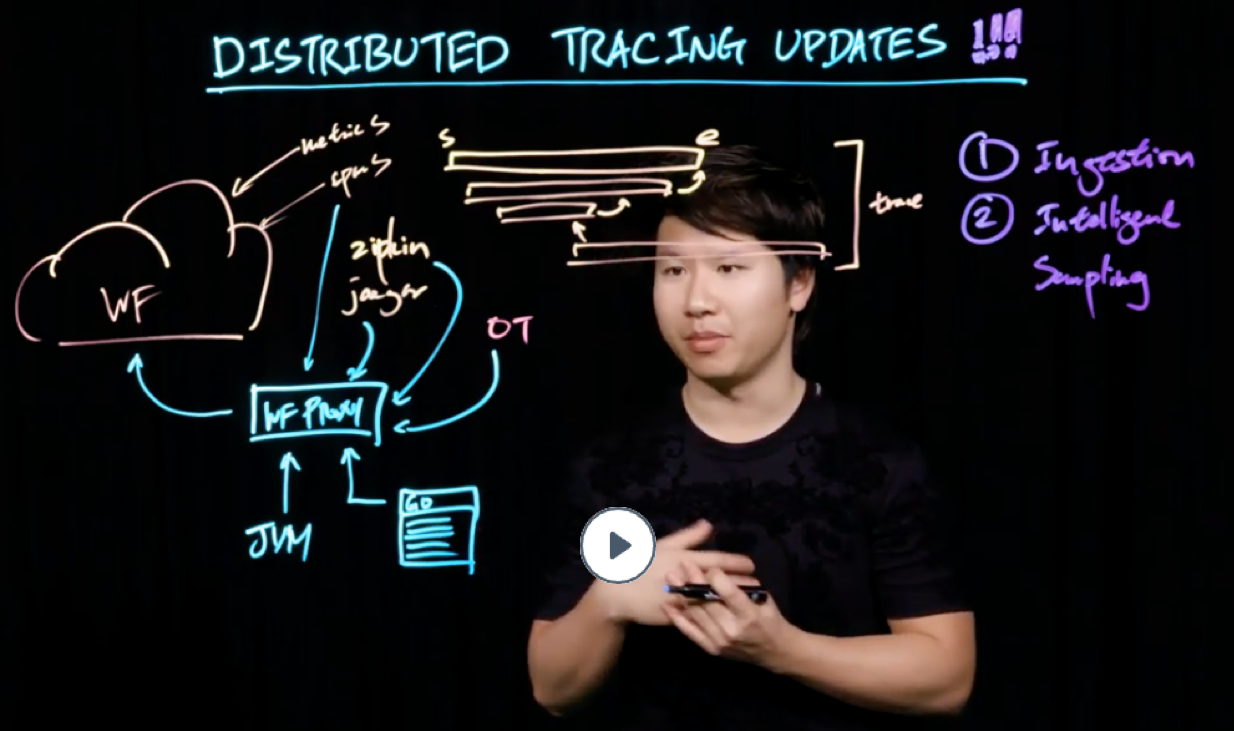 DISTRIBUTED TRACING UPDATES !!!
metrics
spans
S
e
trace
① Ingestion
② Intelligent
Sampling
zipkin
jaeger
WF
OT
WF Proxy
GO
JVM